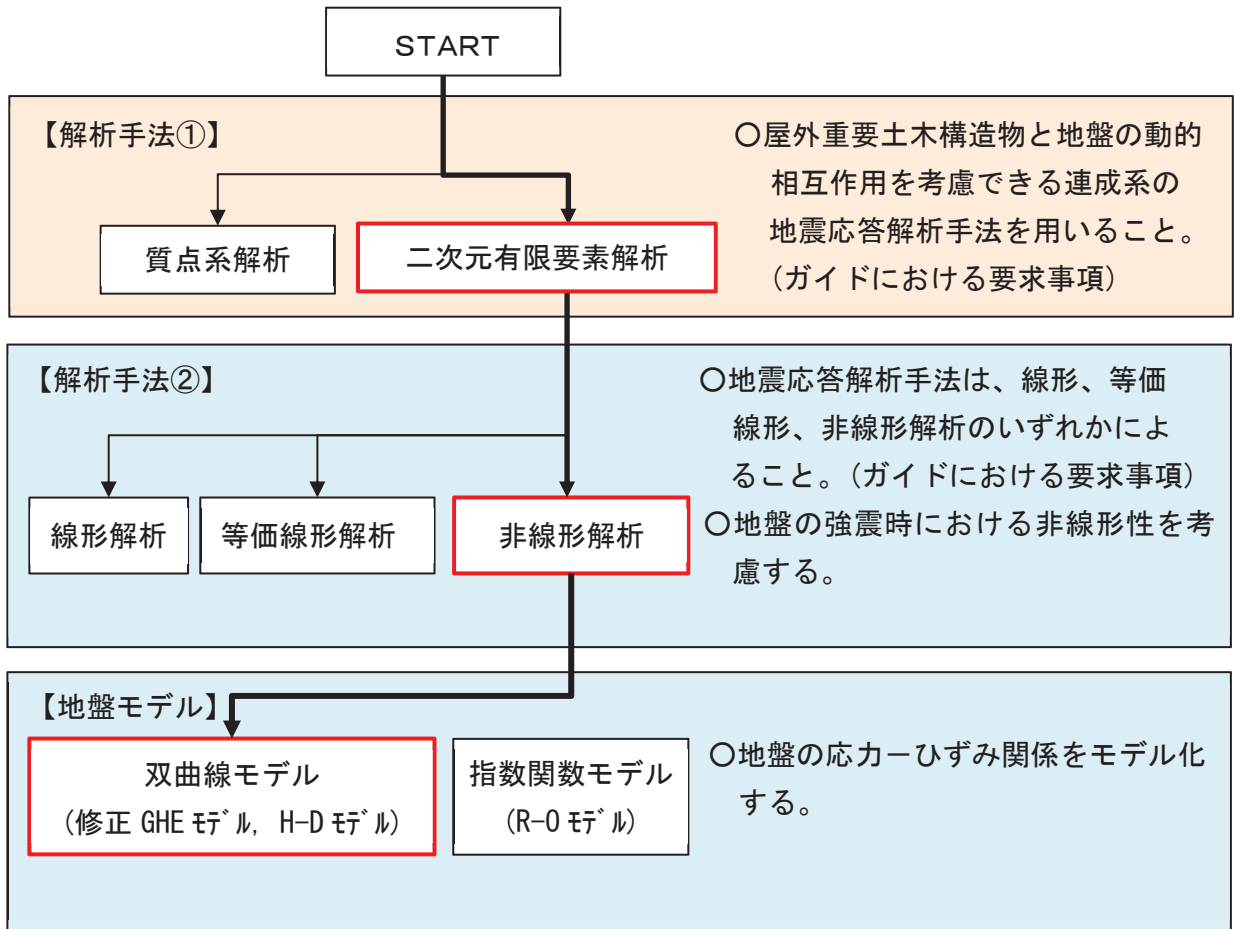 START
【解析手法①】
質点系解析
二次元有限要素解析
〇屋外重要土木構造物と地盤の動的
相互作用を考慮できる連成系の
地震応答解析手法を用いること。
(ガイドにおける要求事項)
【解析手法②】
線形解析
等価線形解析
非線形解析
〇地震応答解析手法は、線形、等価
線形、非線形解析のいずれかによ
ること。(ガイドにおける要求事項)
〇地盤の強震時における非線形性を考
慮する。
【地盤モデル】
双曲線モデル
(修正 GHE モデル, H-D モデル)
指数関数モデル
(R-O モデル)
〇地盤の応力ーひずみ関係をモデル化
する。